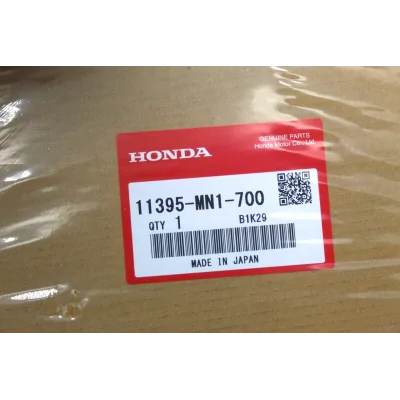 GENUINE PARTS
Honda Motor Co., Ltd
HONDA
11395-MN1-700
QTY 1 B1K29
MADE IN JAPAN